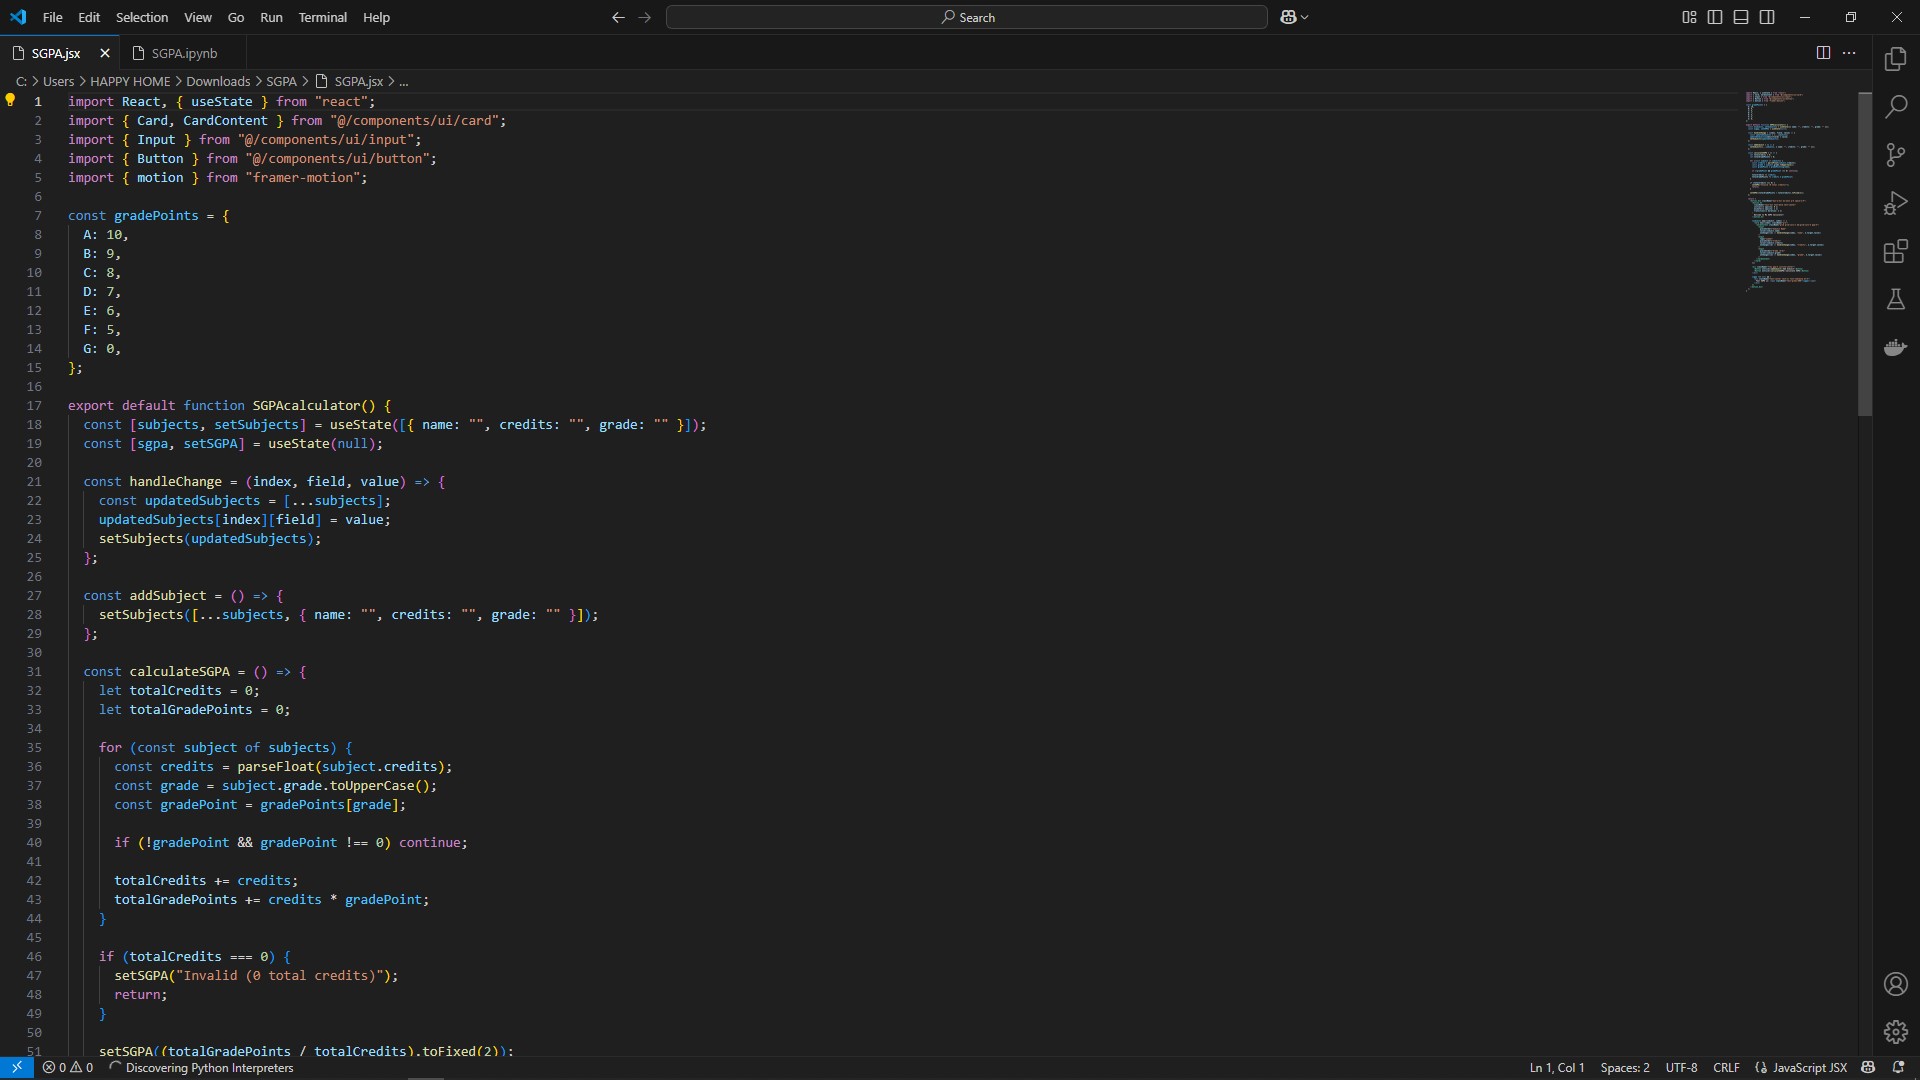 File Edit Selection View Go Run Terminal Help
Search
SGPA.jsx
SGPA.ipynb
C: > Users > HAPPY HOME > Downloads > SGPA > SGPA.jsx > ...
1 import React, { useState } from "react";
2 import { Card, CardContent } from "@/components/ui/card";
3 import { Input } from "@/components/ui/input";
4 import { Button } from "@/components/ui/button";
5 import { motion } from "framer-motion";
6
7 const gradePoints = {
8   A: 10,
9   B: 9,
10   C: 8,
11   D: 7,
12   E: 6,
13   F: 5,
14   G: 0,
15 };
16
17 export default function SGPAcalculator() {
18   const [subjects, setSubjects] = useState([{ name: "", credits: "", grade: "" }]);
19   const [sgpa, setSGPA] = useState(null);
20
21   const handleChange = (index, field, value) => {
22     const updatedSubjects = [...subjects];
23     updatedSubjects[index][field] = value;
24     setSubjects(updatedSubjects);
25   };
26
27   const addSubject = () => {
28     setSubjects([...subjects, { name: "", credits: "", grade: "" }]);
29   };
30
31   const calculateSGPA = () => {
32     let totalCredits = 0;
33     let totalGradePoints = 0;
34
35     for (const subject of subjects) {
36       const credits = parseFloat(subject.credits);
37       const grade = subject.grade.toUpperCase();
38       const gradePoint = gradePoints[grade];
39
40       if (!gradePoint && gradePoint !== 0) continue;
41
42       totalCredits += credits;
43       totalGradePoints += credits * gradePoint;
44     }
45
46     if (totalCredits === 0) {
47       setSGPA("Invalid (0 total credits)");
48       return;
49     }
50
51     setSGPA((totalGradePoints / totalCredits).toFixed(2));
0 0 Discovering Python Interpreters
Ln 1, Col 1 Spaces: 2 UTF-8 CRLF {} JavaScript JSX